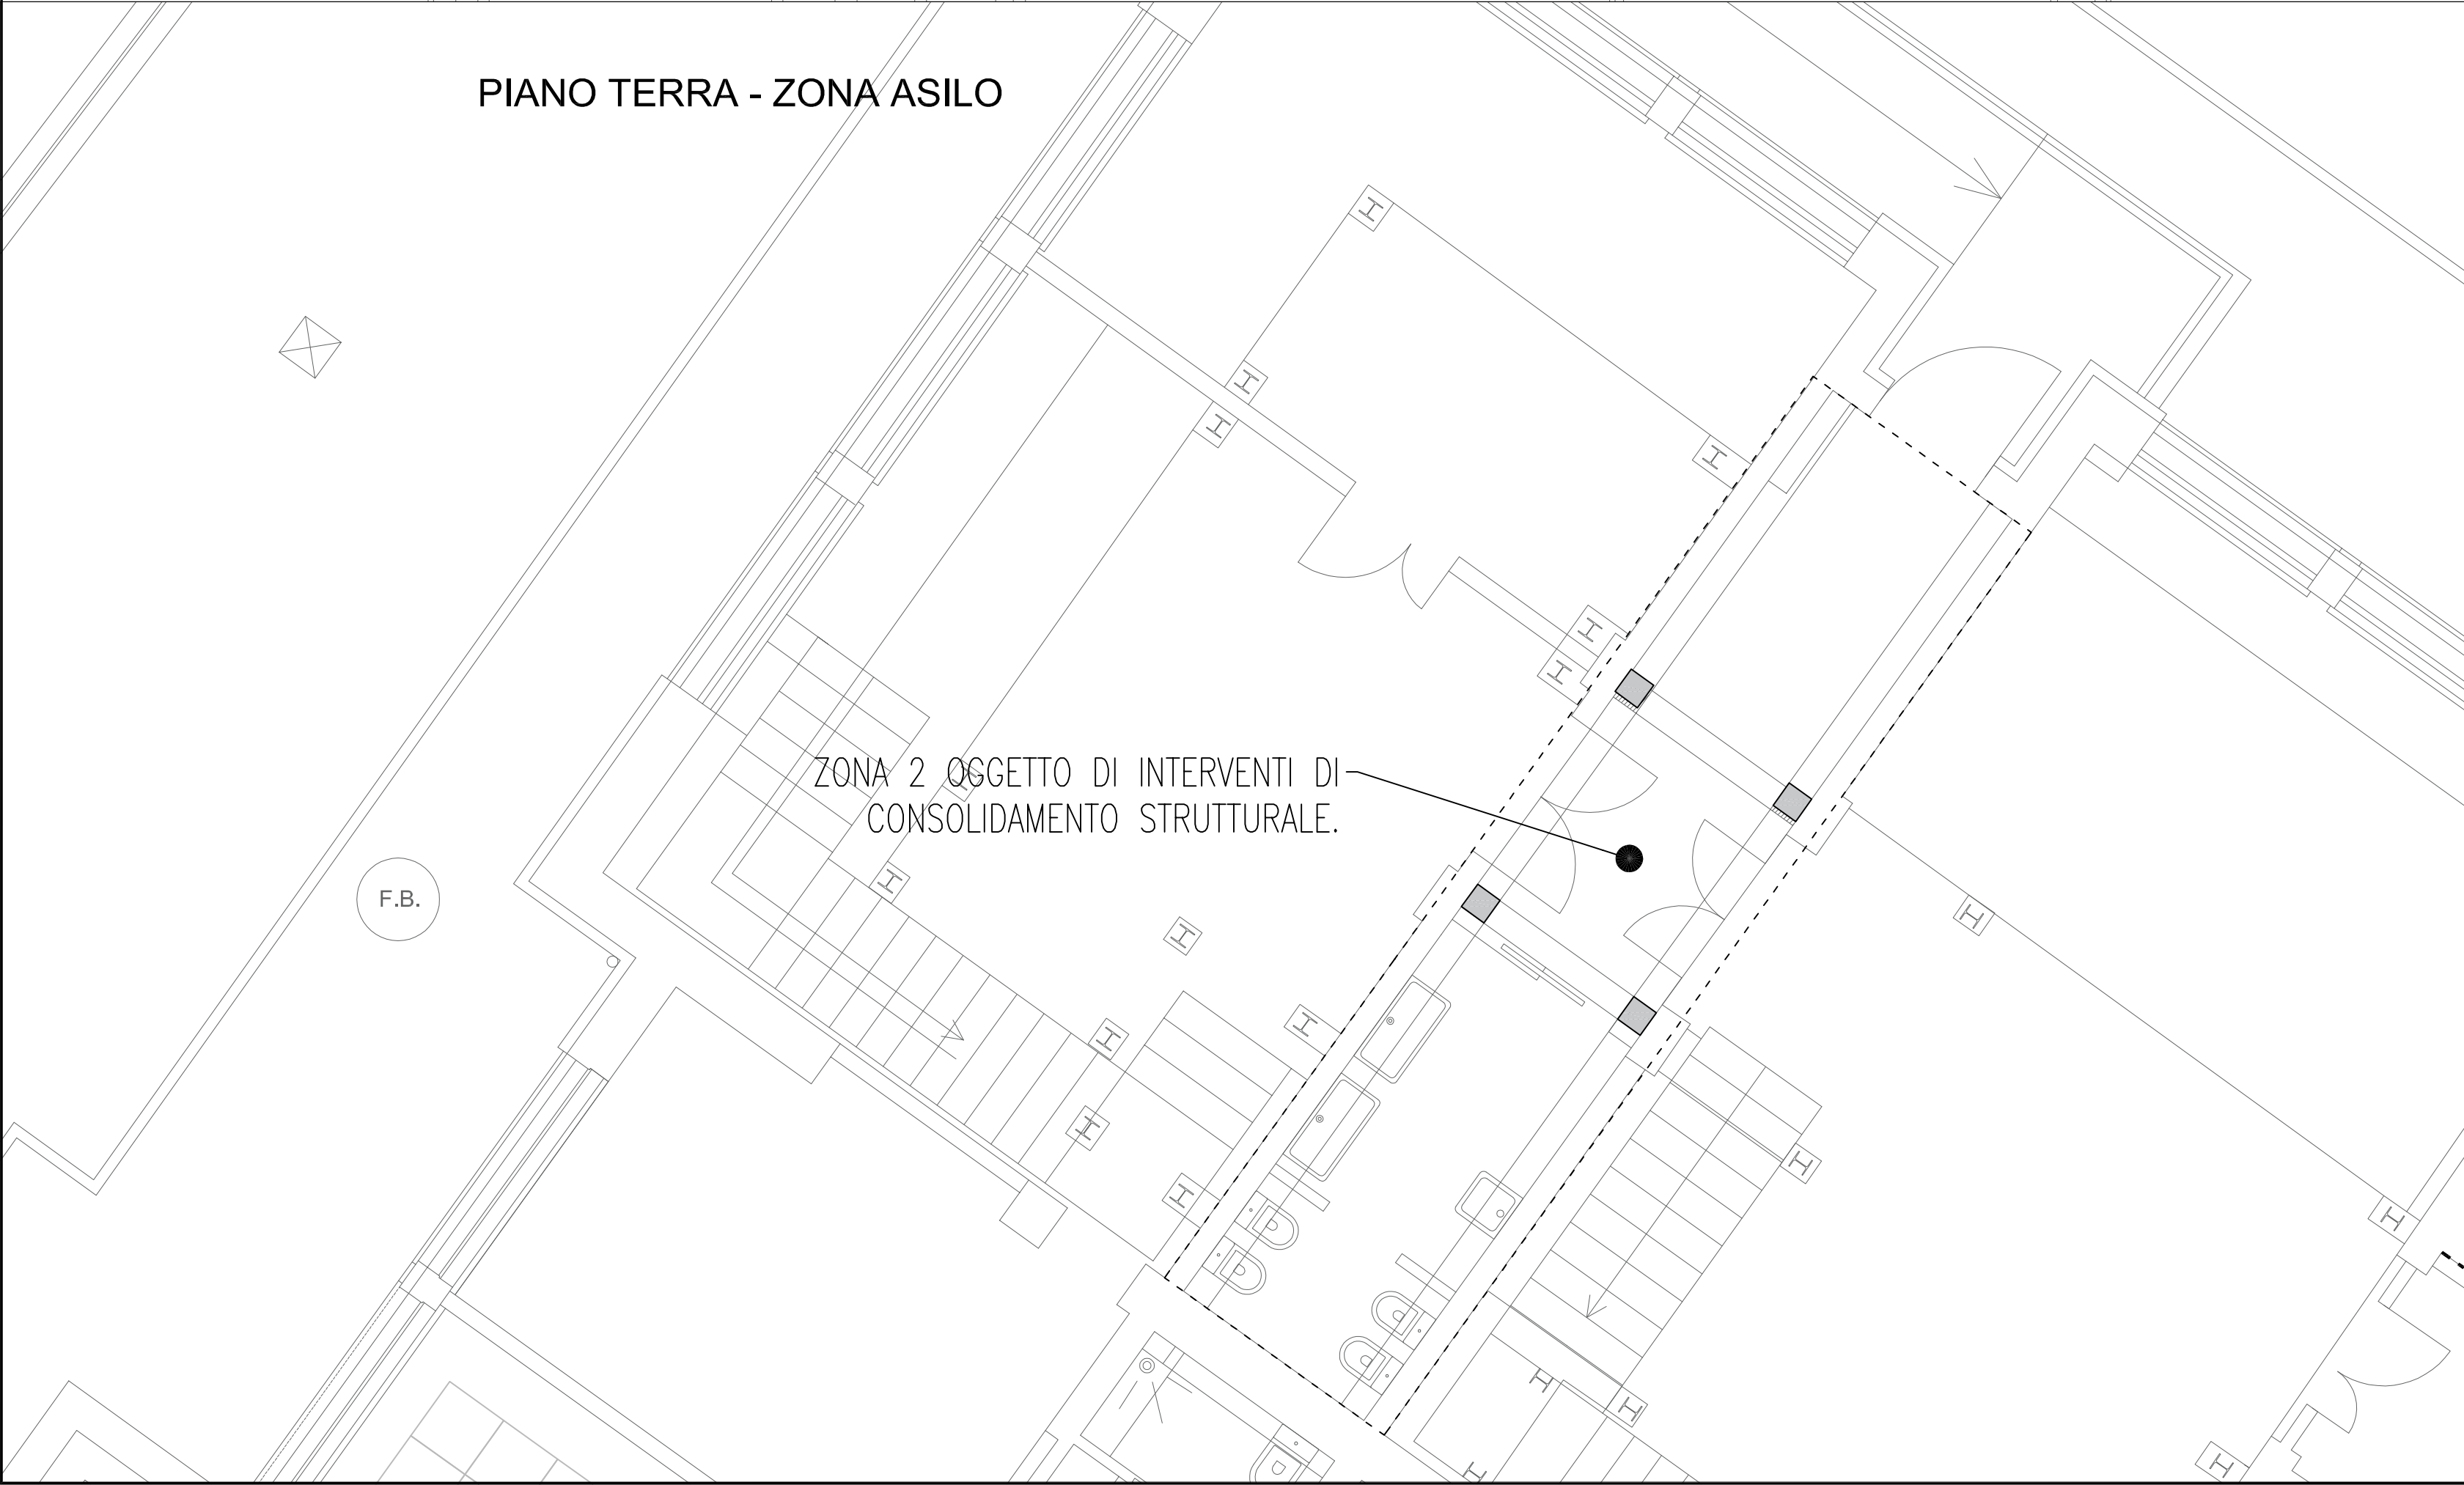 PIANO TERRA - ZONA ASILO
ZONA 2 OGGETTO DI INTERVENTI DI
CONSOLIDAMENTO STRUTTURALE.
F.B.